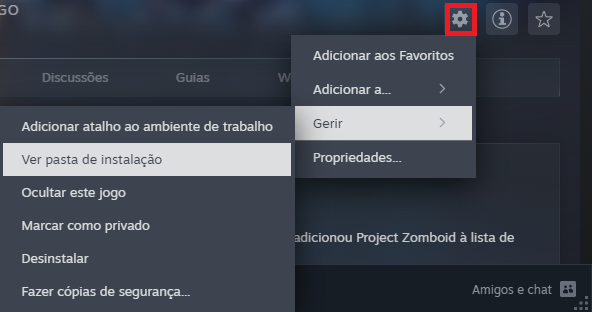 GO
Discussões
Guias
W
Adicionar aos Favoritos
Adicionar a...
Gerir
Propriedades...
Adicionar atalho ao ambiente de trabalho
Ver pasta de instalação
Ocultar este jogo
Marcar como privado
Desinstalar
Fazer cópias de segurança...
adicionou Project Zomboid à lista de
Amigos e chat